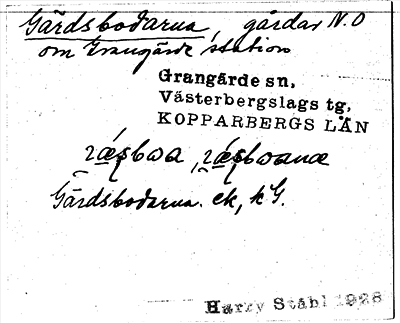 Gärdsbodarna, gårdar N.O
om Grangärde station
Grangärde sn,
Västerbergslags tg,
KOPPARBERGS LÄN
Gärdsbodarna. ek, k G.
Harry Ståhl 1928